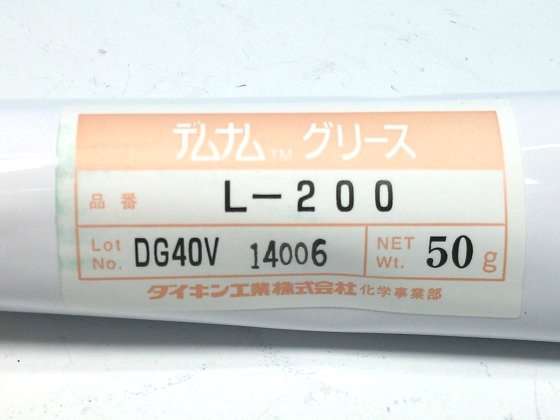 デムナム™ グリース
品番 L-200
Lot No. DG40V 14006 NET Wt. 50g
ダイキン工業株式会社 化学事業部